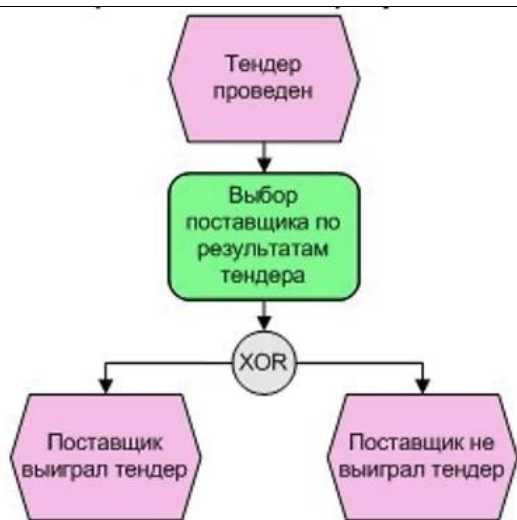 Тендер
проведен
Выбор
поставщика по
результатам
тендера
XOR
Поставщик
выиграл тендер
Поставщик не
выиграл тендер